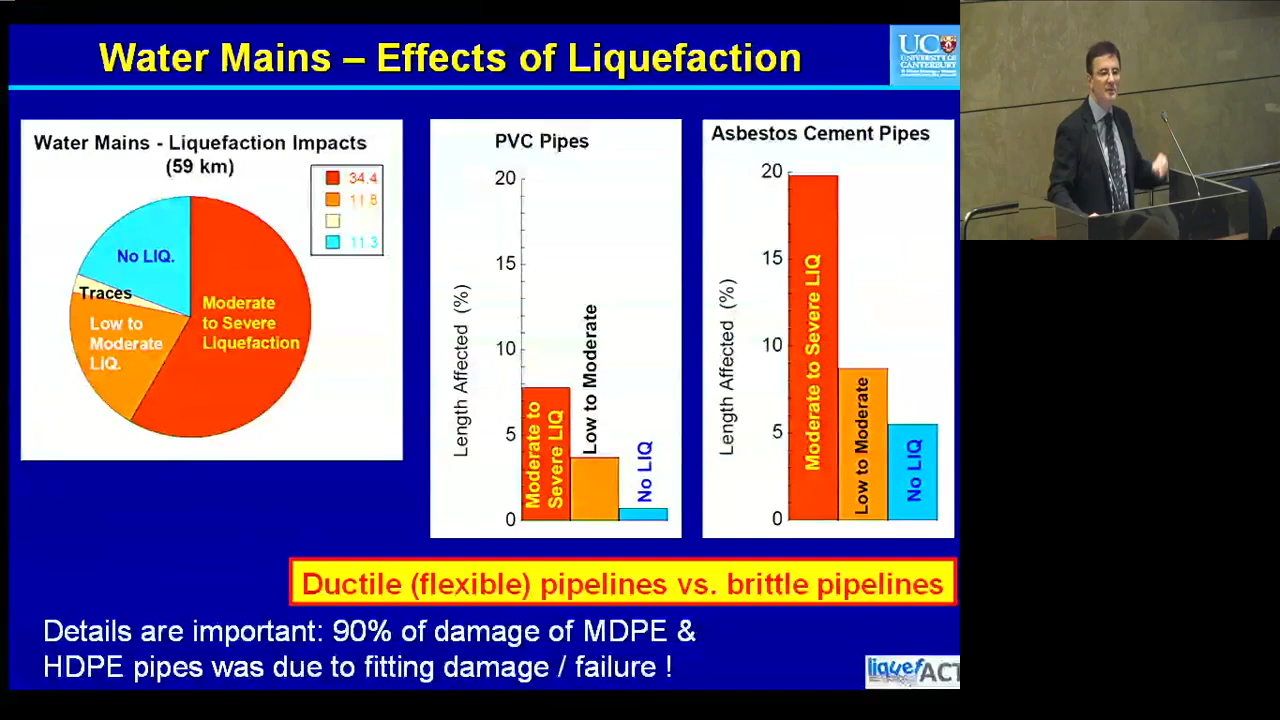 Water Mains – Effects of Liquefaction
UC
UNIVERSITY OF
CANTERBURY
Water Mains - Liquefaction Impacts
(59 km)
34.4
11.8
11.3
No LIQ.
Traces
Moderate
to Severe
Liquefaction
Low to
Moderate
LIQ.
PVC Pipes
20
15
10
5
0
Length Affected (%)
Moderate to
Severe LIQ
Low to Moderate
No LIQ
Asbestos Cement Pipes
20
15
10
5
0
Length Affected (%)
Moderate to Severe LIQ
Low to Moderate
No LIQ
Ductile (flexible) pipelines vs. brittle pipelines
Details are important: 90% of damage of MDPE &
HDPE pipes was due to fitting damage / failure !
liquefACT